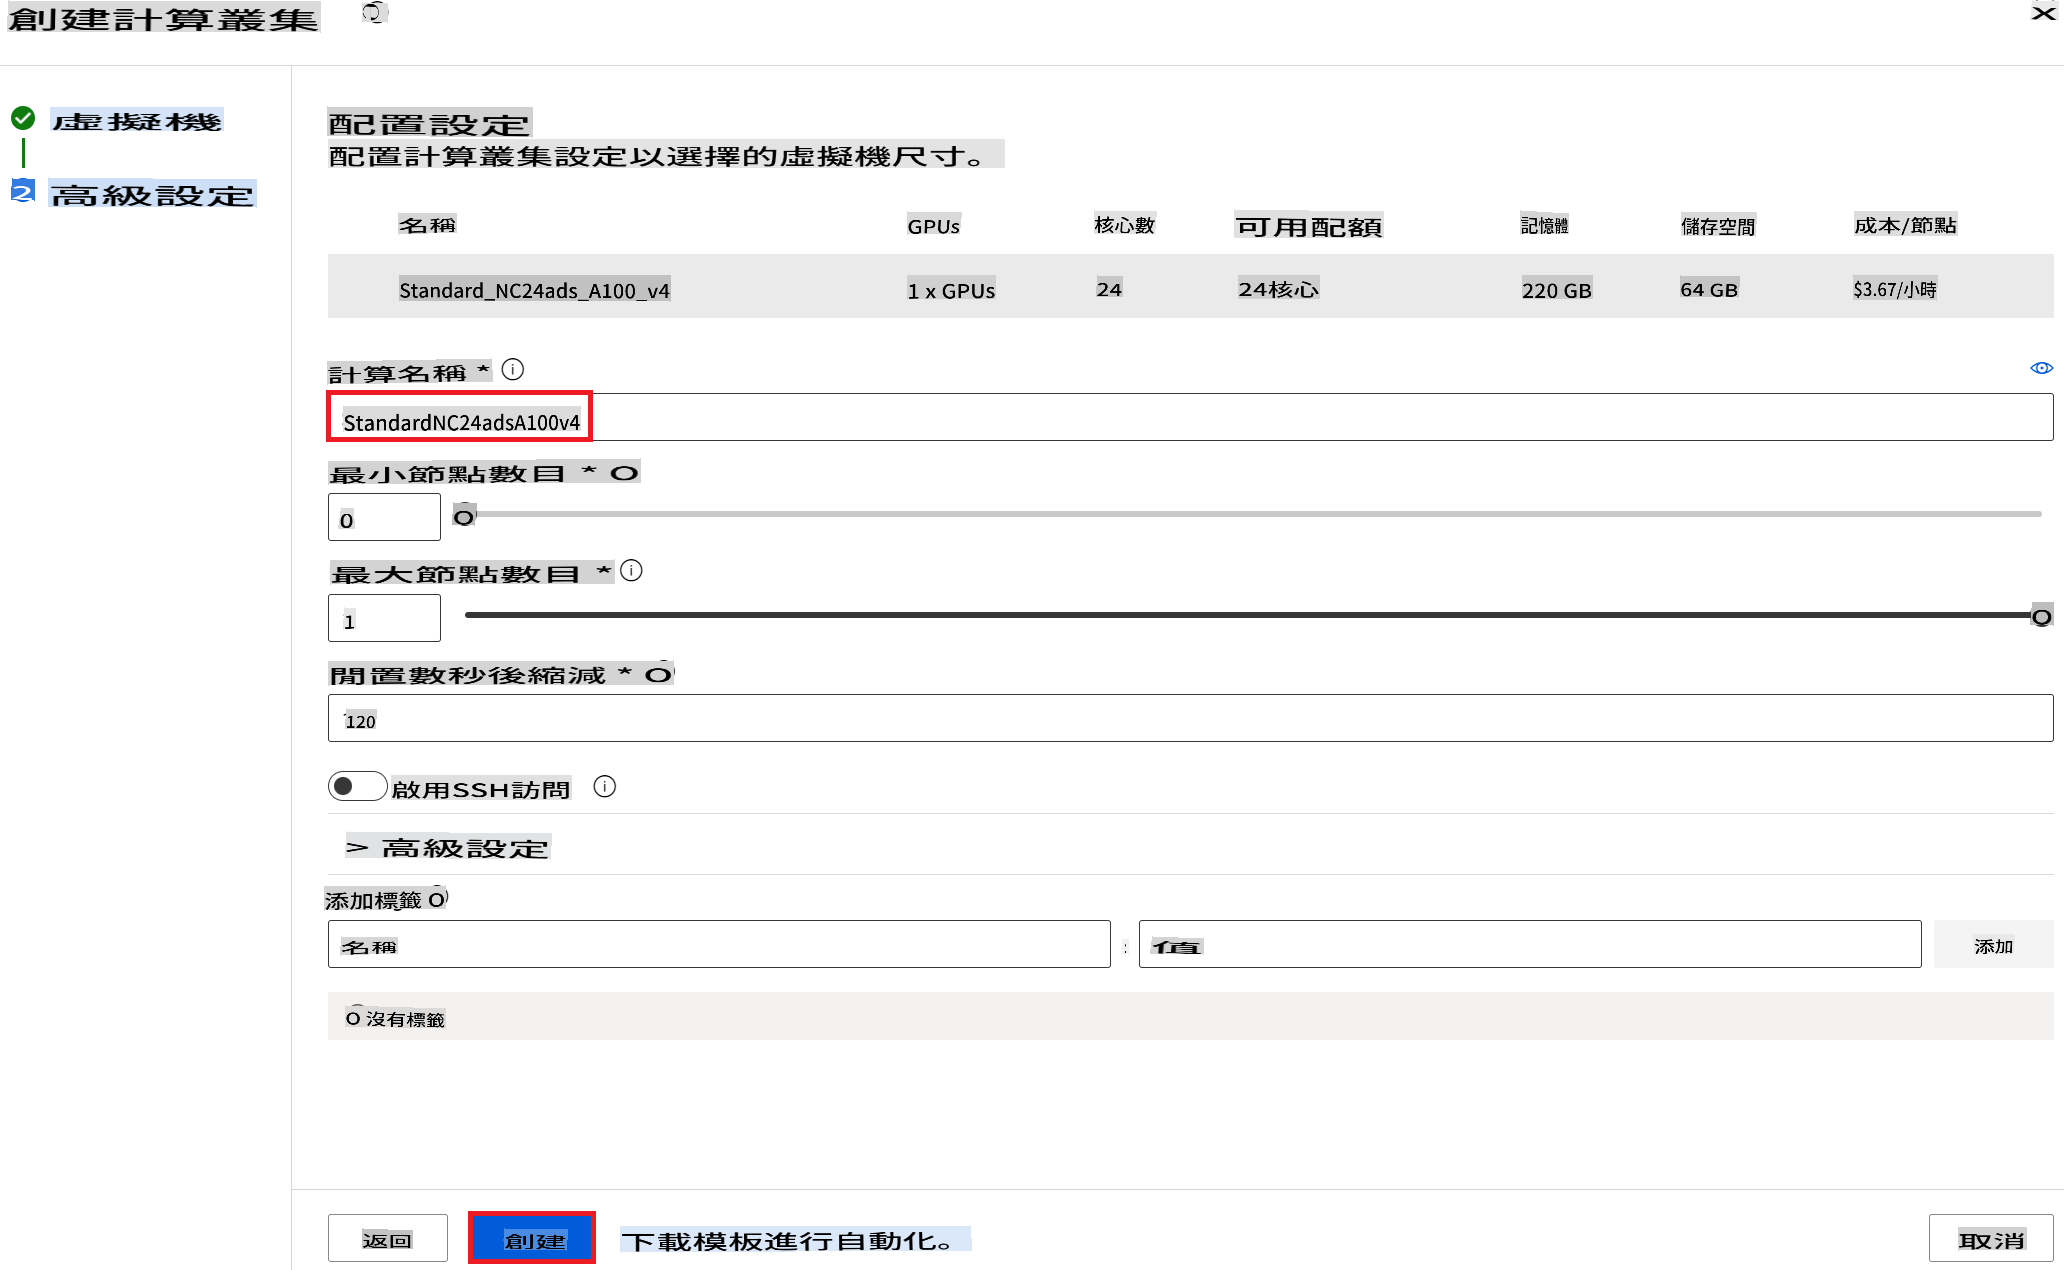 創建計算叢集
虛擬機
2 高級設定
配置設定
配置計算叢集設定以選擇的虛擬機尺寸。
名稱 GPUs 核心數 可用配額 記憶體 儲存空間 成本/節點
Standard_NC24ads_A100_v4 1 x GPUs 24 24核心 220 GB 64 GB $3.67/小時
計算名稱 *
StandardNC24adsA100v4
最小節點數目 * O
0
最大節點數目 *
1
閒置數秒後縮減 * O
120
啟用SSH訪問
> 高級設定
添加標籤 O
名稱 : 值 添加
O 沒有標籤
返回 創建 下載模板進行自動化。 取消